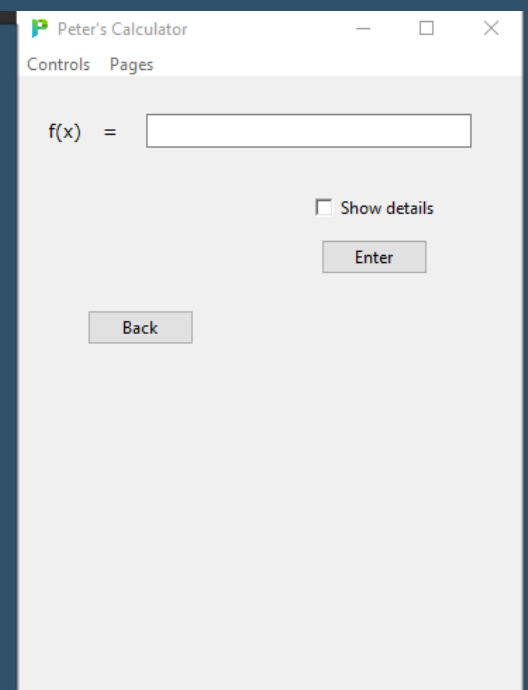 Peter's Calculator
Controls Pages
f(x) =
Show details
Enter
Back